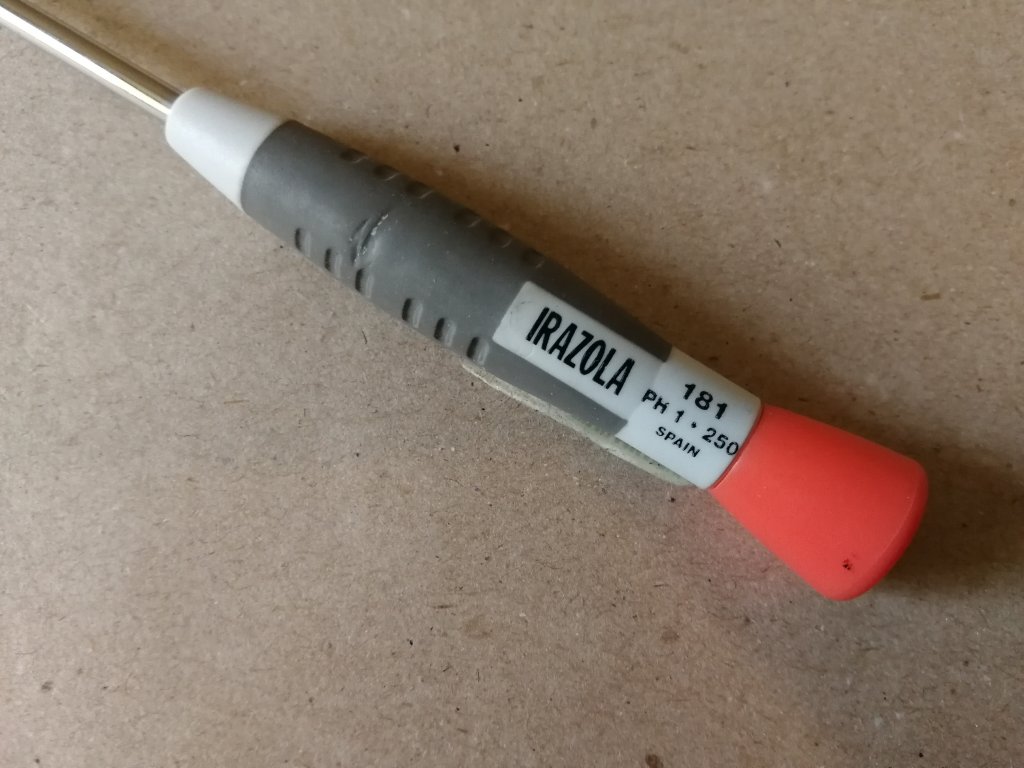 IRAZOLA
181
PH 1 • 250
SPAIN